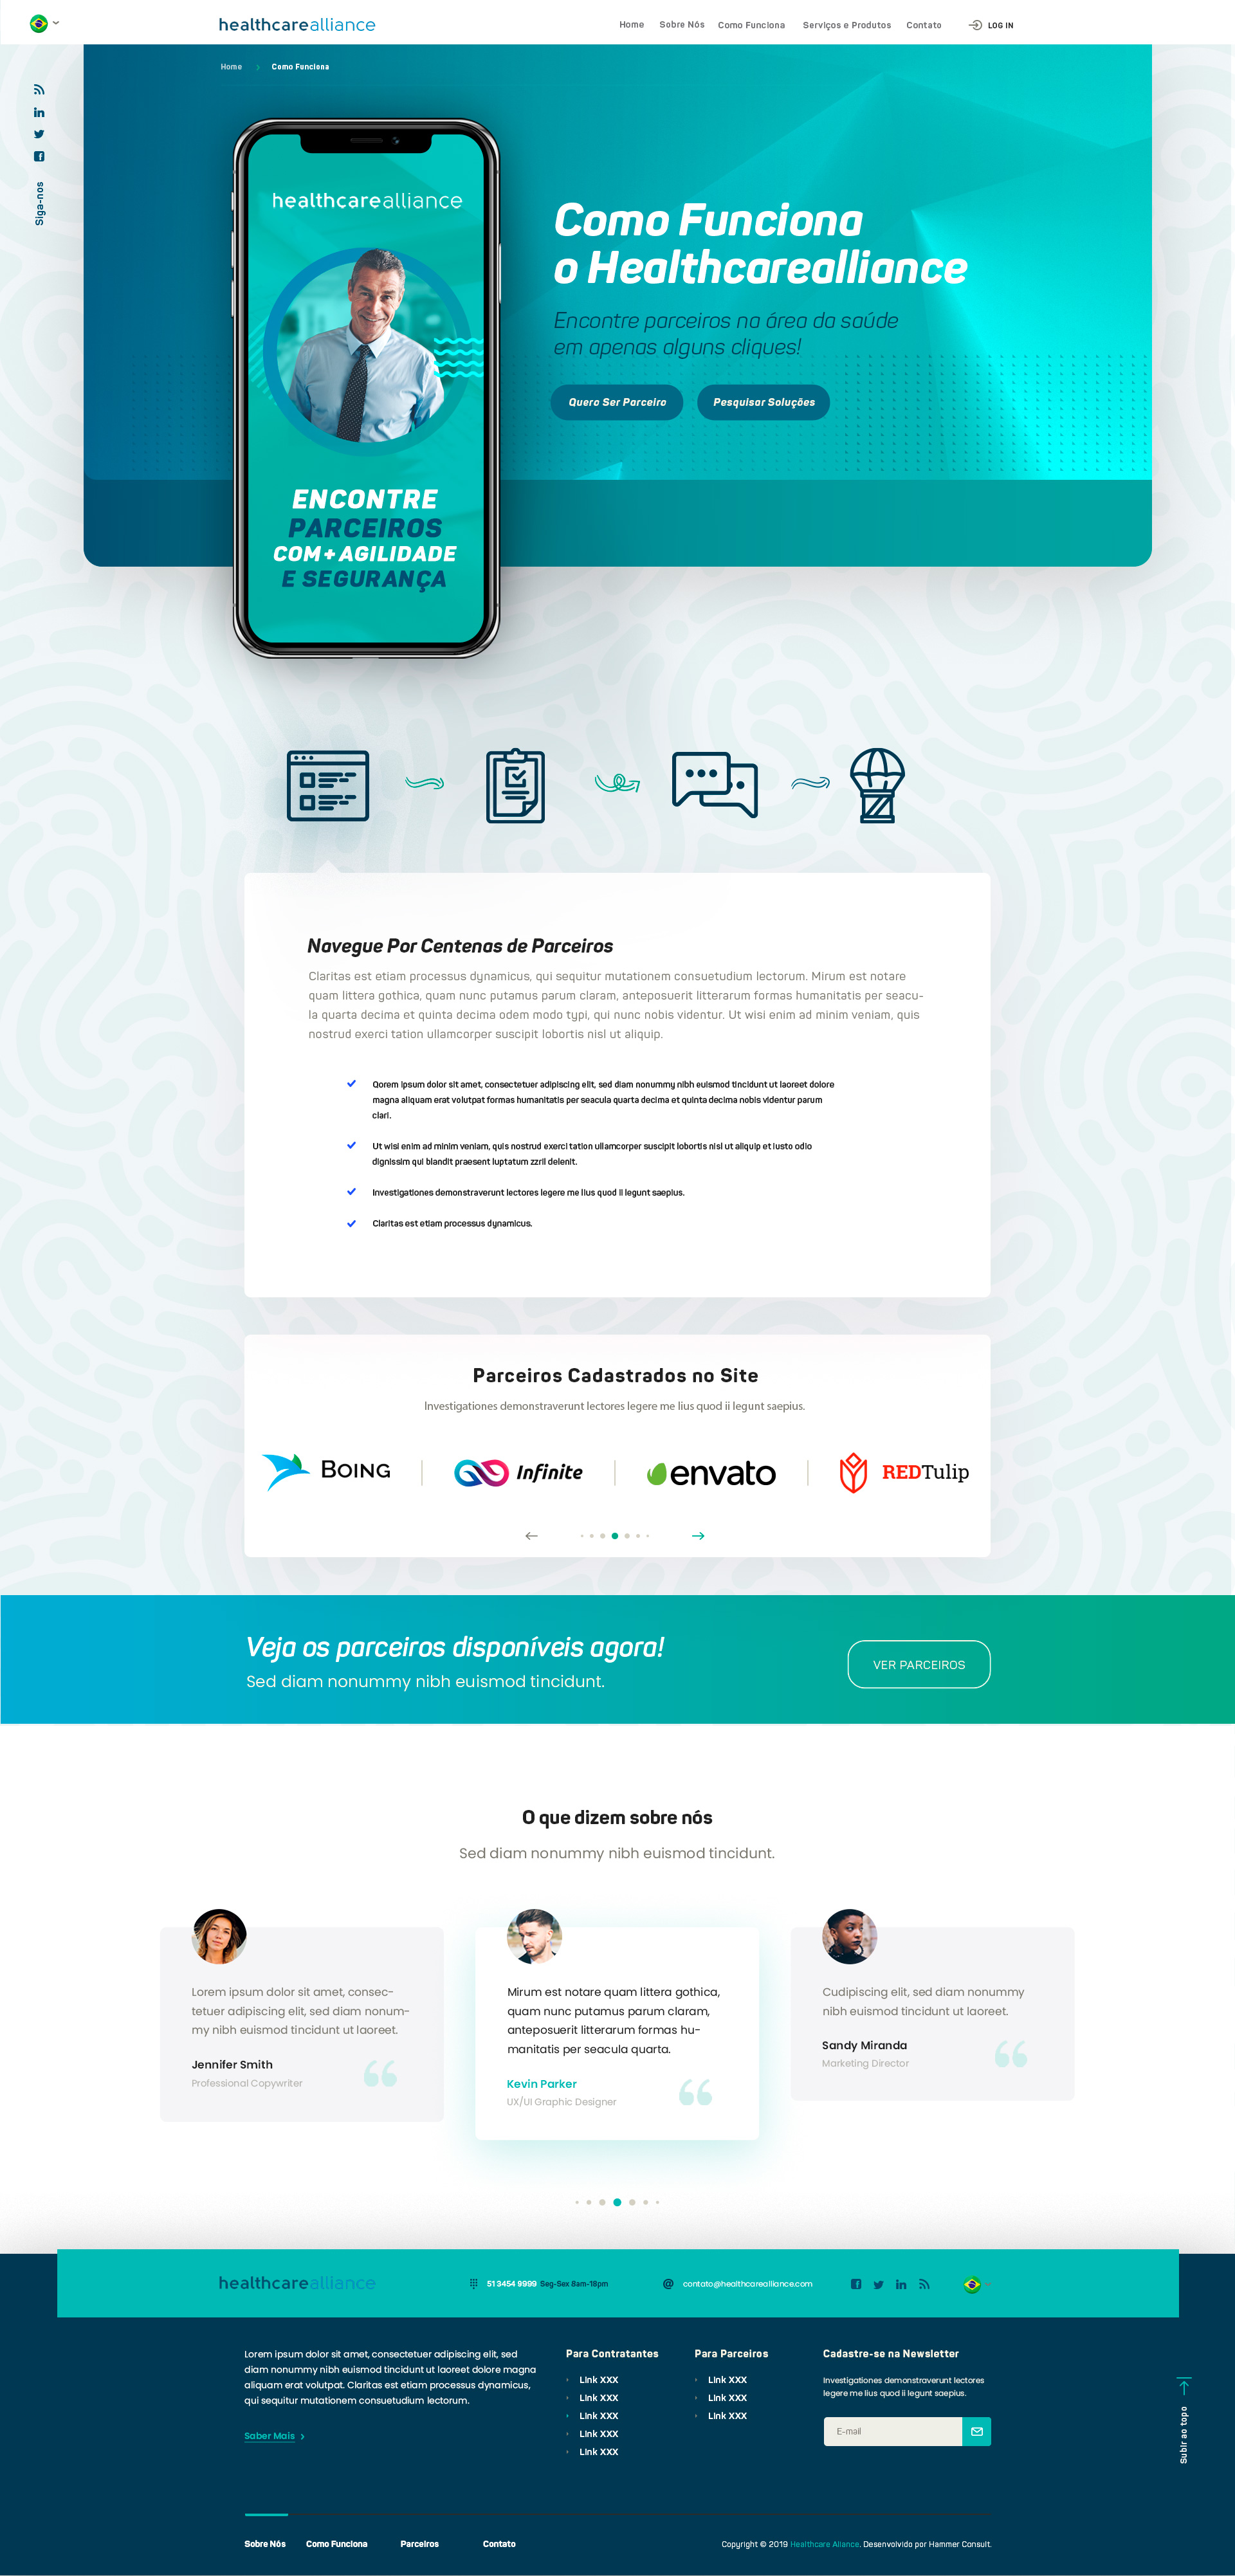 healthcarealliance
Home
Sobre Nós
Como Funciona
Serviços e Produtos
Contato
LOG IN
Home
Como Funciona
Siga-nos
healthcarealliance
ENCONTRE
PARCEIROS
COM + AGILIDADE
E SEGURANÇA
Como Funciona
o Healthcarealliance
Encontre parceiros na área da saúde
em apenas alguns cliques!
Quero Ser Parceiro
Pesquisar Soluções
Navegue Por Centenas de Parceiros
Claritas est etiam processus dynamicus, qui sequitur mutationem consuetudium lectorum. Mirum est notare
quam littera gothica, quam nunc putamus parum claram, anteposuerit litterarum formas humanitatis per seacu-
la quarta decima et quinta decima odem modo typi, qui nunc nobis videntur. Ut wisi enim ad minim veniam, quis
nostrud exerci tation ullamcorper suscipit lobortis nisl ut aliquip.
Qorem ipsum dolor sit amet, consectetuer adipiscing elit, sed diam nonummy nibh euismod tincidunt ut laoreet dolore
magna aliquam erat volutpat formas humanitatis per seacula quarta decima et quinta decima nobis videntur parum
clari.
Ut wisi enim ad minim veniam, quis nostrud exerci tation ullamcorper suscipit lobortis nisl ut aliquip et iusto odio
dignissim qui blandit praesent luptatum zzril delenit.
Investigationes demonstraverunt lectores legere me lius quod ii legunt saepius.
Claritas est etiam processus dynamicus.
Parceiros Cadastrados no Site
Investigationes demonstraverunt lectores legere me lius quod ii legunt saepius.
BOING
Infinite
envato
REDTulip
Veja os parceiros disponíveis agora!
Sed diam nonummy nibh euismod tincidunt.
VER PARCEIROS
O que dizem sobre nós
Sed diam nonummy nibh euismod tincidunt.
Lorem ipsum dolor sit amet, consec-
tetuer adipiscing elit, sed diam nonum-
my nibh euismod tincidunt ut laoreet.
Jennifer Smith
Professional Copywriter
Mirum est notare quam littera gothica,
quam nunc putamus parum claram,
anteposuerit litterarum formas hu-
manitatis per seacula quarta.
Kevin Parker
UX/UI Graphic Designer
Cudipiscing elit, sed diam nonummy
nibh euismod tincidunt ut laoreet.
Sandy Miranda
Marketing Director
healthcarealliance
51 3454 9999 Seg-Sex 8am-18pm
contato@healthcarealliance.com
Lorem ipsum dolor sit amet, consectetuer adipiscing elit, sed
diam nonummy nibh euismod tincidunt ut laoreet dolore magna
aliquam erat volutpat. Claritas est etiam processus dynamicus,
qui sequitur mutationem consuetudium lectorum.
Saber Mais
Para Contratantes
Link XXX
Link XXX
Link XXX
Link XXX
Link XXX
Para Parceiros
Link XXX
Link XXX
Link XXX
Cadastre-se na Newsletter
Investigationes demonstraverunt lectores
legere me lius quod ii legunt saepius.
E-mail
Subir ao topo
Sobre Nós
Como Funciona
Parceiros
Contato
Copyright © 2019 Healthcare Aliance. Desenvolvido por Hammer Consult.